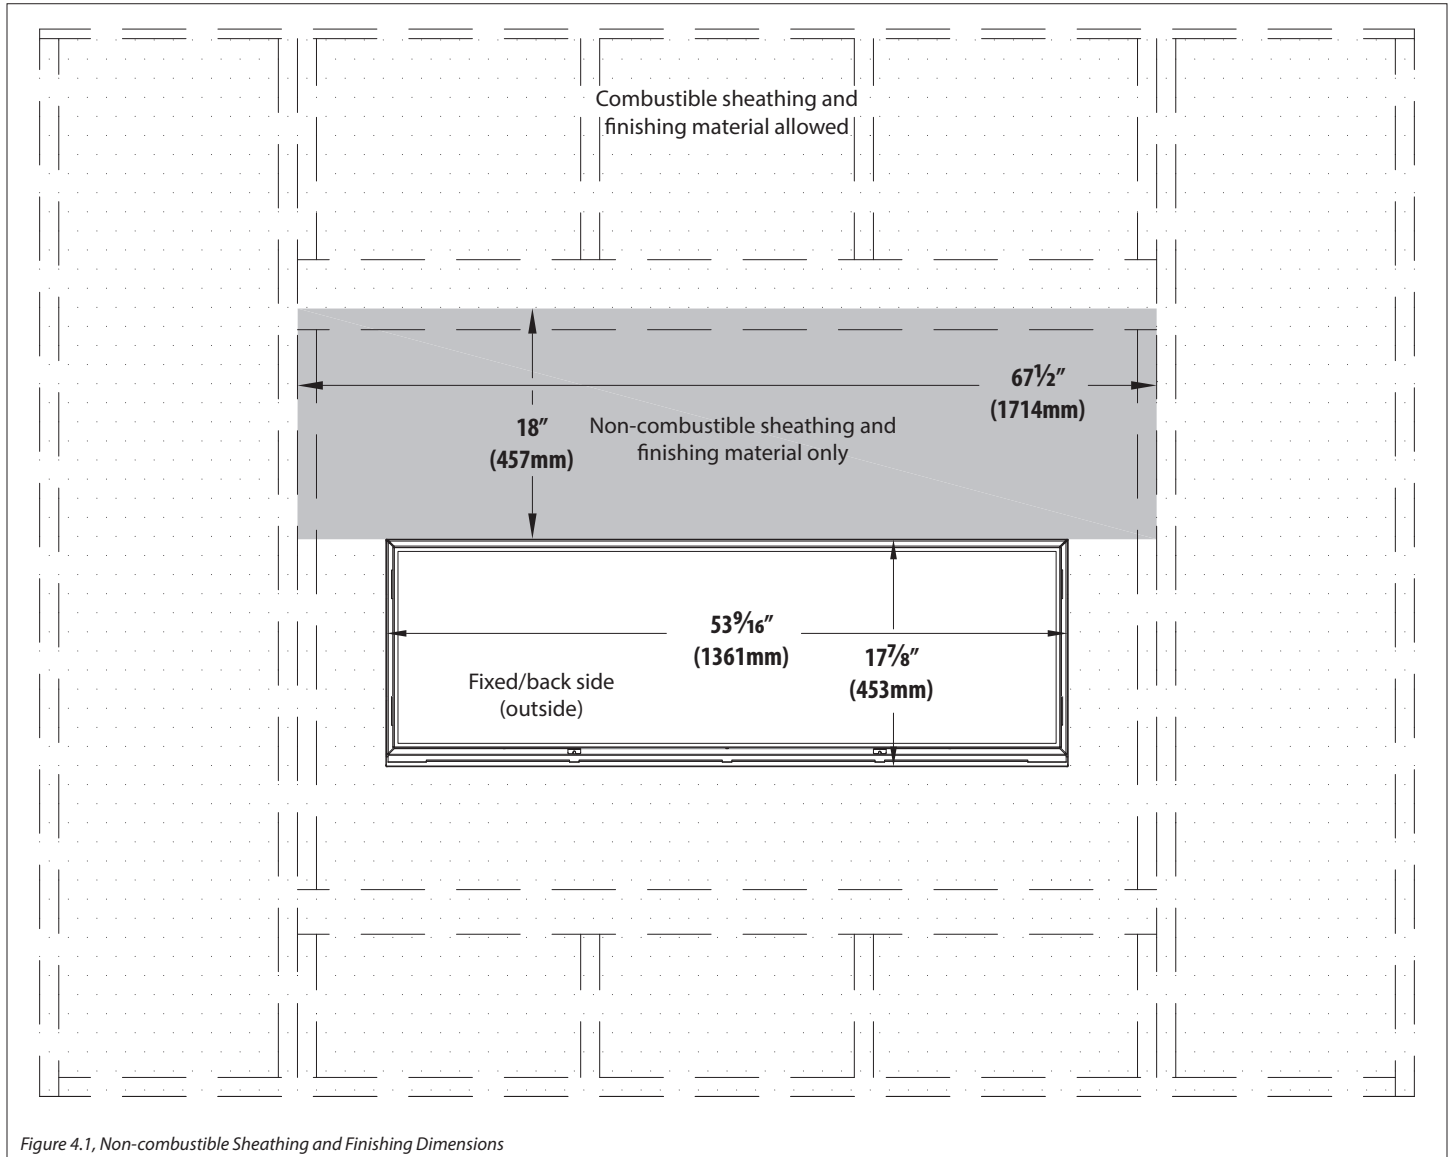 Combustible sheathing and
finishing material allowed
67½″
(1714mm)
18″
(457mm)
Non-combustible sheathing and
finishing material only
53⁹⁄₁₆″
(1361mm)
17⅞″
(453mm)
Fixed/back side
(outside)
Figure 4.1, Non-combustible Sheathing and Finishing Dimensions